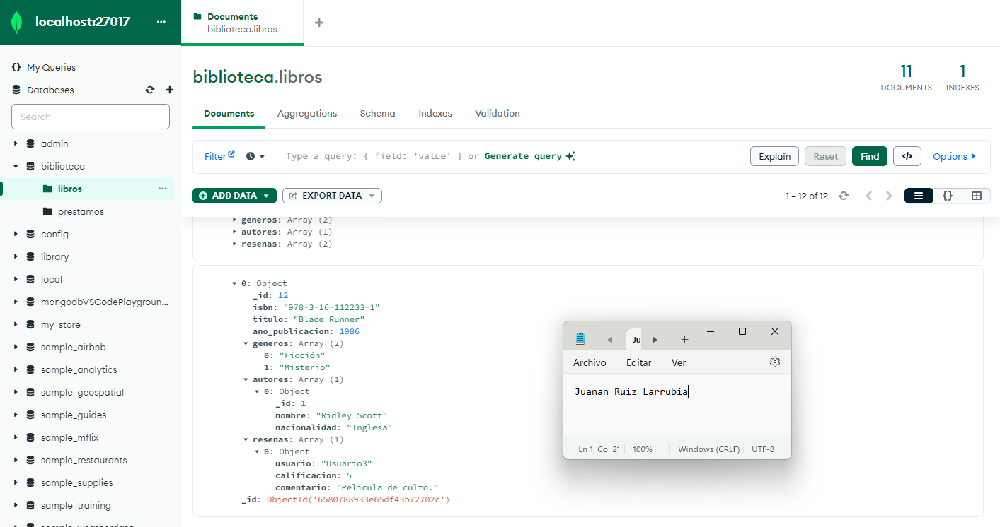 localhost:27017 ...
Documents
biblioteca.libros
{} My Queries
Databases
Search
admin
biblioteca
libros
prestamos
config
library
local
mongodbVSCodePlaygroun...
my_store
sample_airbnb
sample_analytics
sample_geospatial
sample_guides
sample_mflix
sample_restaurants
sample_supplies
sample_training
biblioteca.libros
11
DOCUMENTS
1
INDEXES
Documents Aggregations Schema Indexes Validation
Filter Type a query: { field: 'value' } or Generate query Explain Reset Find </> Options
ADD DATA EXPORT DATA 1 – 12 of 12 {}
generos: Array (2)
autores: Array (1)
resenas: Array (2)
0: Object
_id: 12
isbn: "978-3-16-112233-1"
titulo: "Blade Runner"
ano_publicacion: 1986
generos: Array (2)
0: "Ficción"
1: "Misterio"
autores: Array (1)
0: Object
_id: 1
nombre: "Ridley Scott"
nacionalidad: "Inglesa"
resenas: Array (1)
0: Object
usuario: "Usuario3"
calificacion: 5
comentario: "Pelicula de culto."
_id: ObjectId('6580788933e65df43b72702c')
Ju
Archivo Editar Ver
Juanan Ruiz Larrubia
Ln 1, Col 21 100% Windows (CRLF) UTF-8